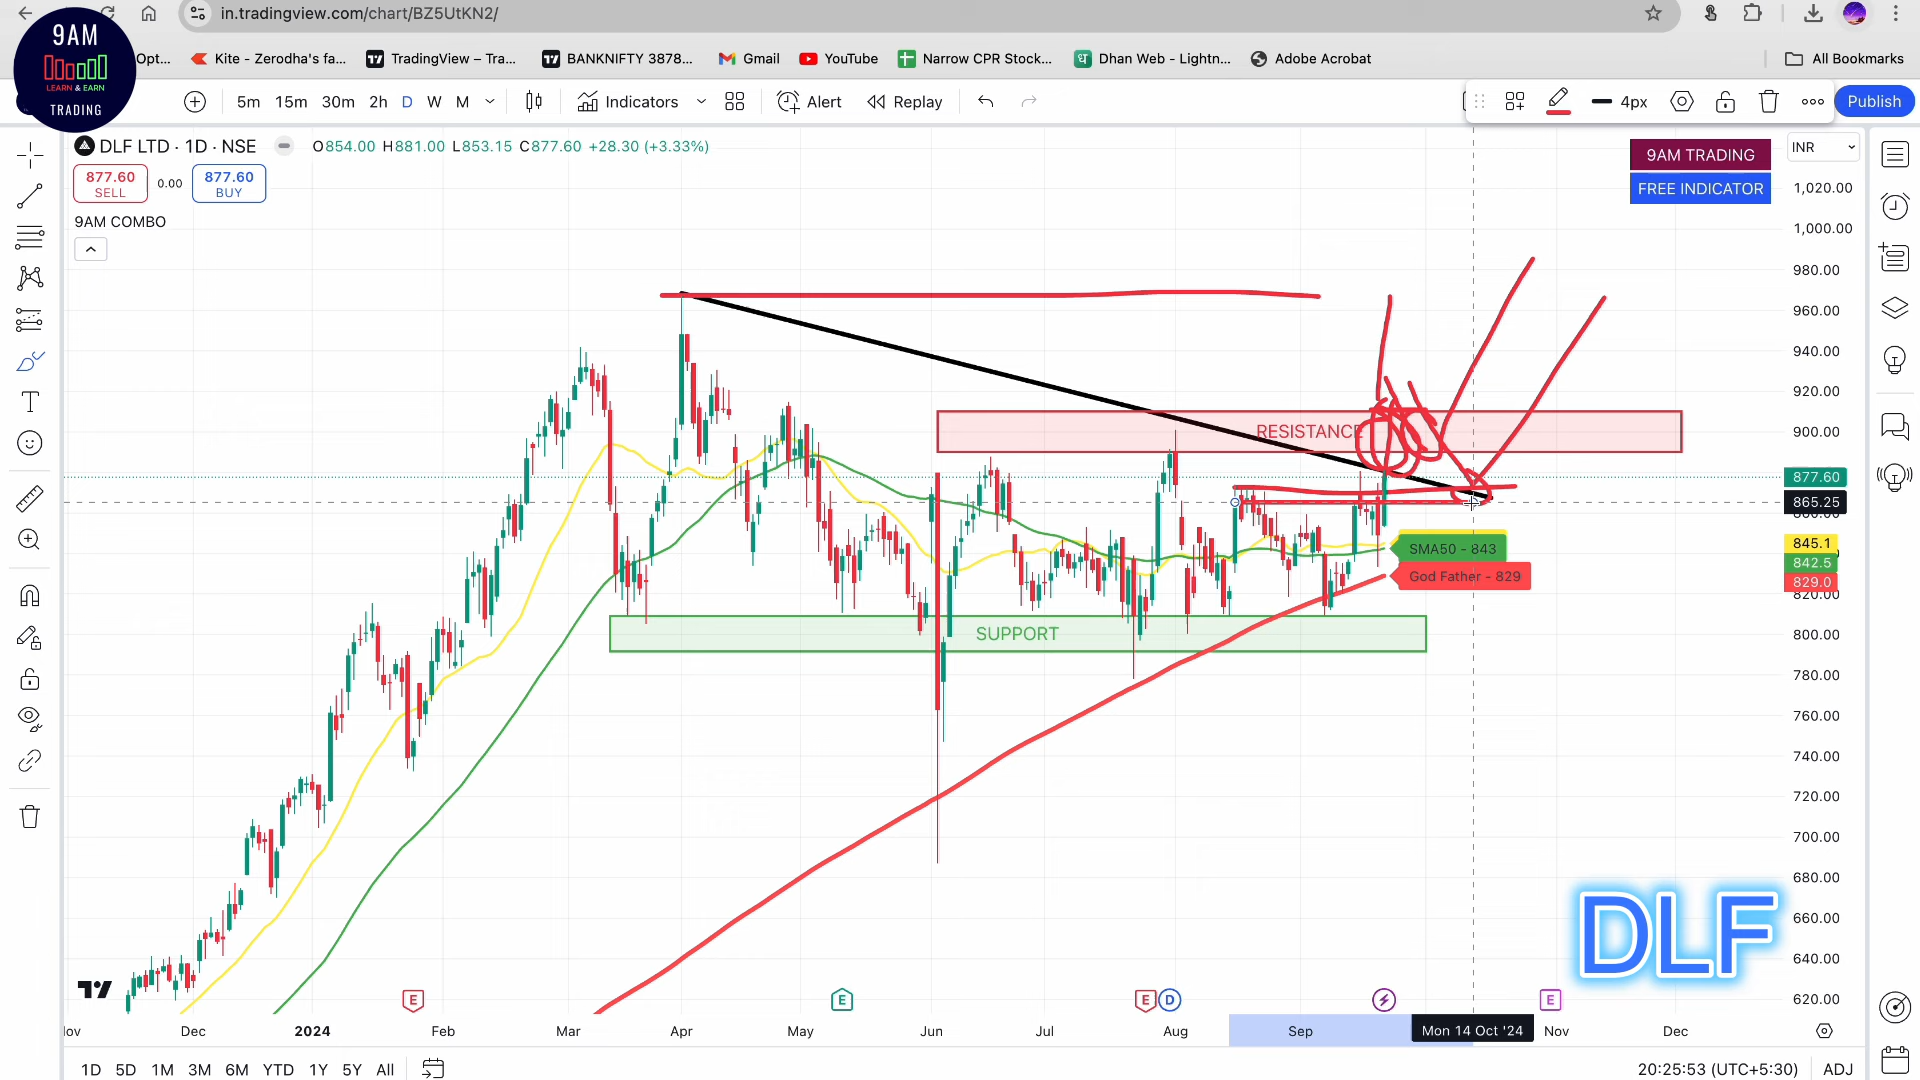 in.tradingview.com/chart/BZ5UtKN2/
9AM
LEARN & EARN
TRADING
Opt...
Kite - Zerodha's fa...
TradingView – Tra...
BANKNIFTY 3878...
Gmail
YouTube
Narrow CPR Stock...
Dhan Web - Lightn...
Adobe Acrobat
All Bookmarks
5m 15m 30m 2h D W M
Indicators
Alert
Replay
4px
Publish
DLF LTD · 1D · NSE
O854.00 H881.00 L853.15 C877.60 +28.30 (+3.33%)
877.60
SELL
0.00
877.60
BUY
9AM COMBO
9AM TRADING
FREE INDICATOR
INR
1,020.00
1,000.00
980.00
960.00
940.00
920.00
900.00
877.60
865.25
860.00
845.1
842.5
829.0
820.00
800.00
780.00
760.00
740.00
720.00
700.00
680.00
660.00
640.00
620.00
RESISTANCE
SMA50 - 843
God Father - 829
SUPPORT
DLF
E
E
E
D
E
Nov
Dec
2024
Feb
Mar
Apr
May
Jun
Jul
Aug
Sep
Mon 14 Oct '24
Nov
Dec
1D 5D 1M 3M 6M YTD 1Y 5Y All
20:25:53 (UTC+5:30)
ADJ